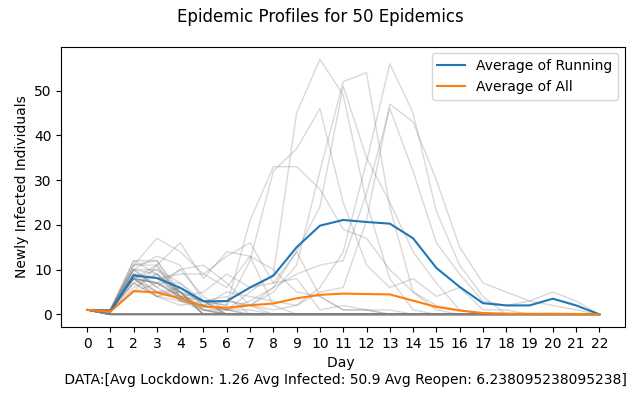 Epidemic Profiles for 50 Epidemics
Newly Infected Individuals
50
40
30
20
10
0
Average of Running
Average of All
0 1 2 3 4 5 6 7 8 9 10 11 12 13 14 15 16 17 18 19 20 21 22
Day
DATA:[Avg Lockdown: 1.26 Avg Infected: 50.9 Avg Reopen: 6.238095238095238]